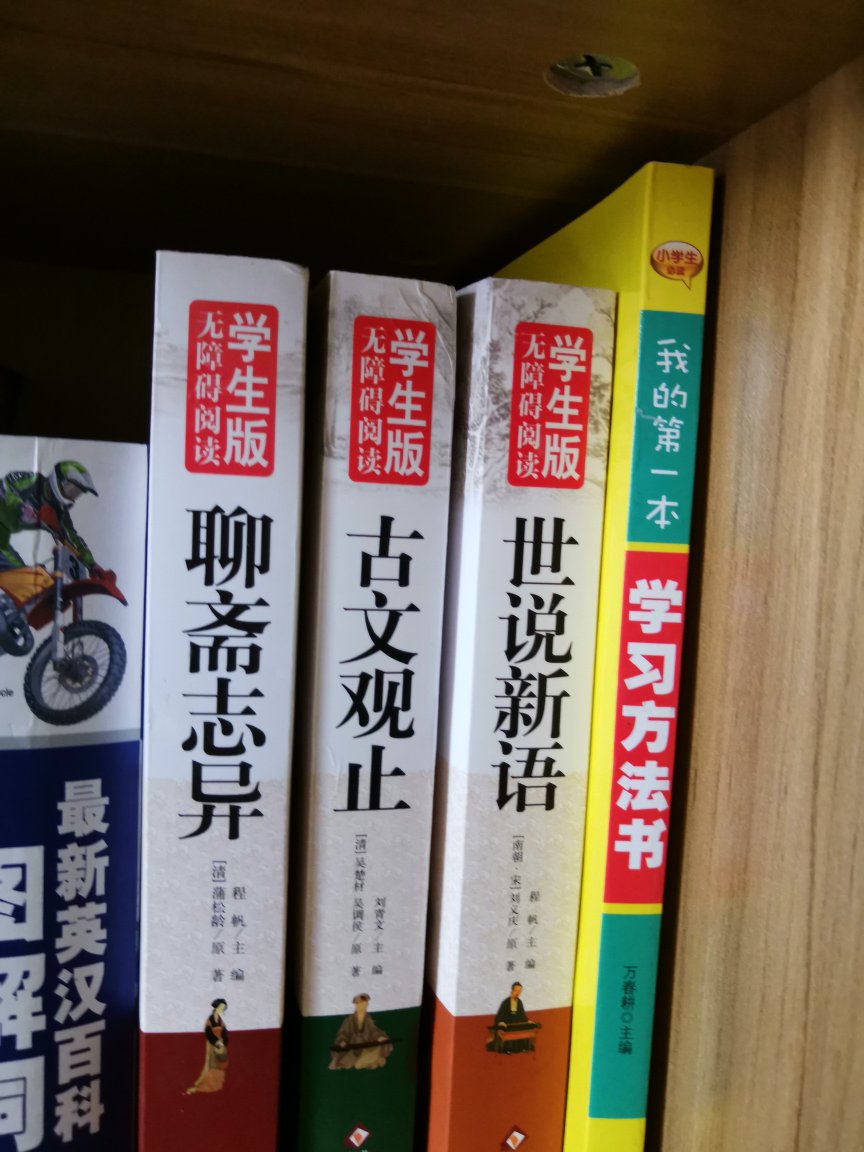 cle
最新英汉百科
图解词
学生版
无障碍阅读
聊斋志异
[清]蒲松龄/原著
程帆/主编
学生版
无障碍阅读
古文观止
[清]吴楚材 吴调侯/原著
刘青文/主编
学生版
无障碍阅读
世说新语
[南朝·宋]刘义庆/原著
程帆/主编
小学生
必读
我的第一本
学习方法书
万春耕◎主编